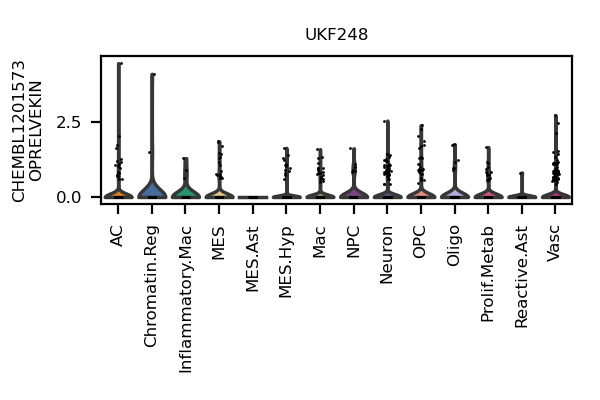 UKF248
CHEMBL1201573
OPRELVEKIN
2.5
0.0
AC
Chromatin.Reg
Inflammatory.Mac
MES
MES.Ast
MES.Hyp
Mac
NPC
Neuron
OPC
Oligo
Prolif.Metab
Reactive.Ast
Vasc